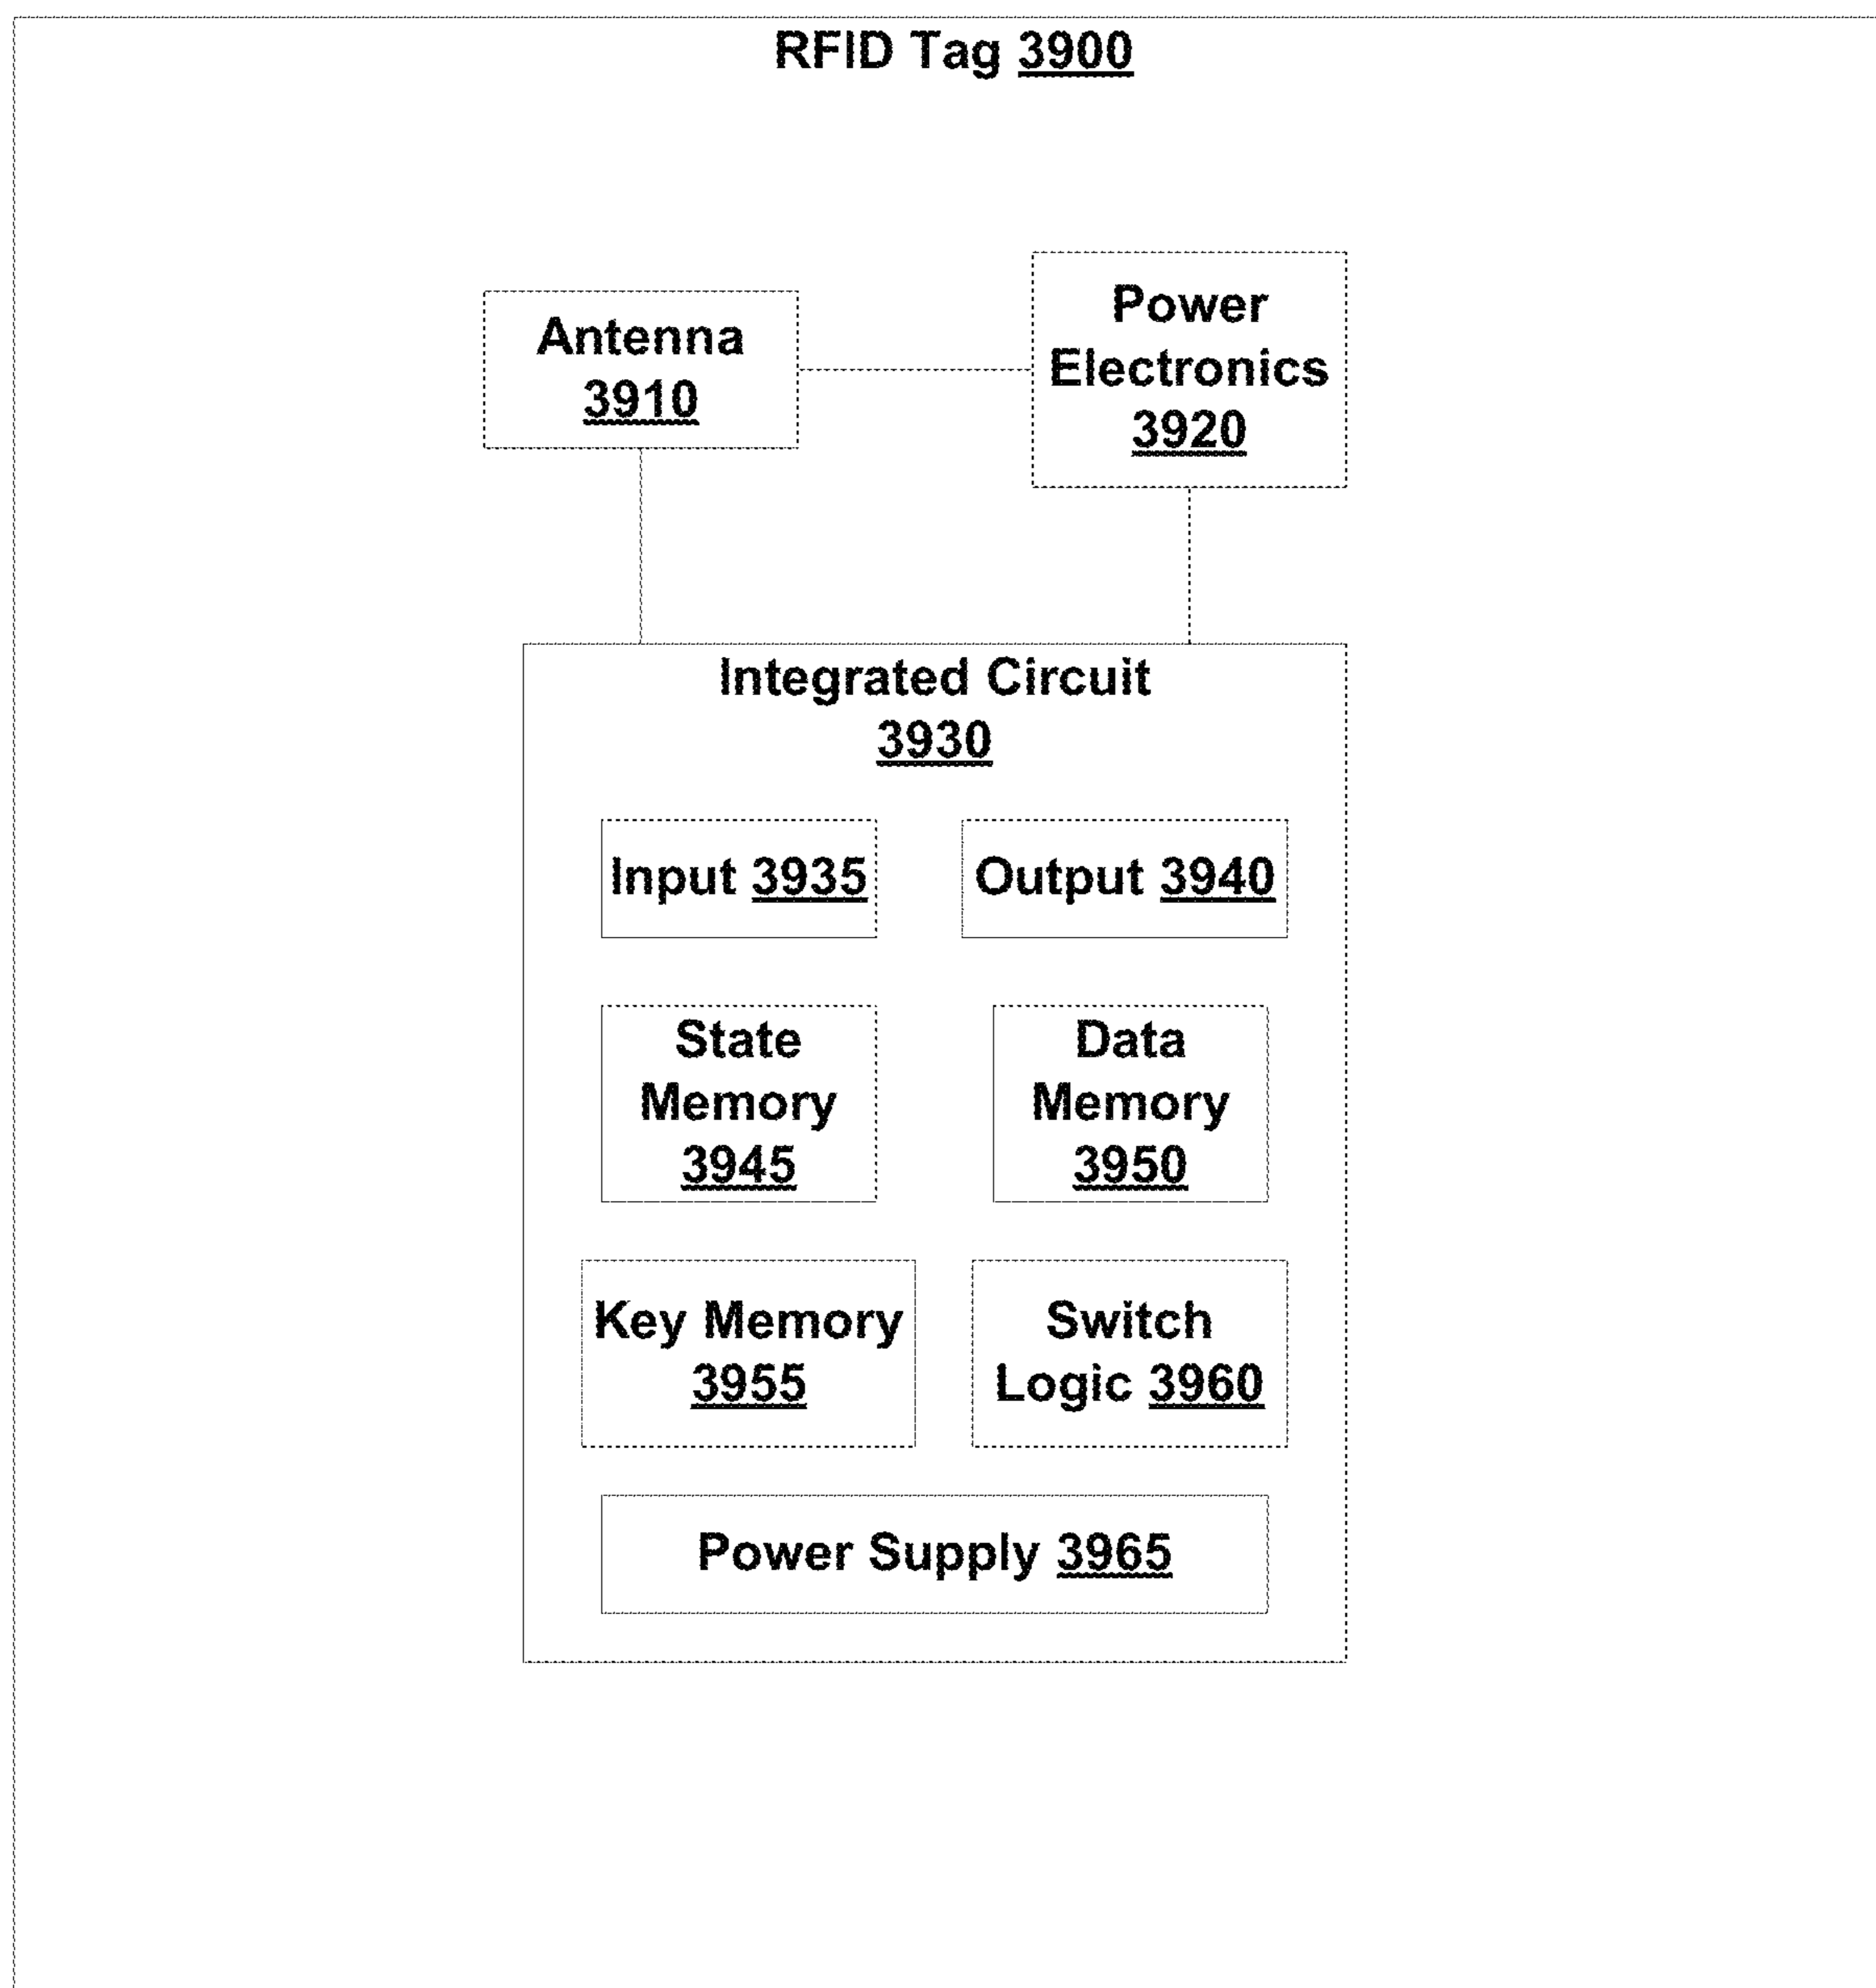 RFID Tag 3900
Antenna
3910
Power
Electronics
3920
Integrated Circuit
3930
Input 3935
Output 3940
State
Memory
3945
Data
Memory
3950
Key Memory
3955
Switch
Logic 3960
Power Supply 3965